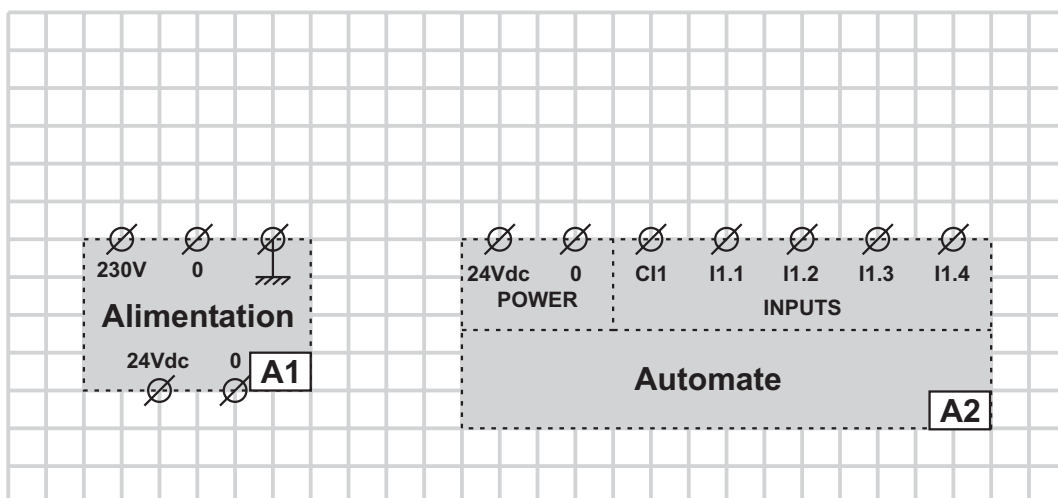 230V 0
Alimentation
24Vdc 0
A1
24Vdc 0 CI1 I1.1 I1.2 I1.3 I1.4
POWER INPUTS
Automate
A2